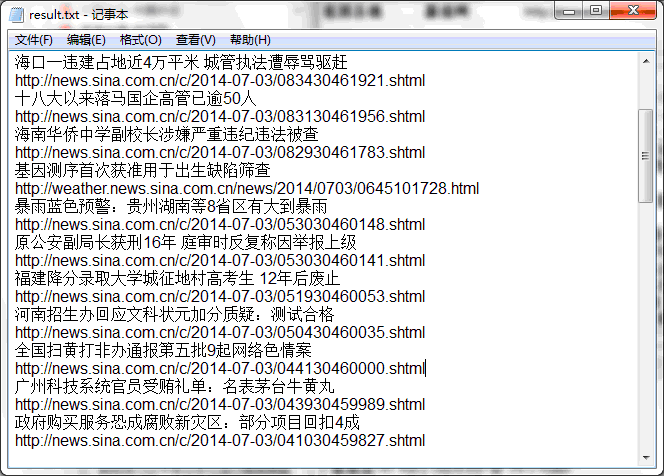 result.txt - 记事本
文件(F) 编辑(E) 格式(O) 查看(V) 帮助(H)
海口一违建占地近4万平米 城管执法遭辱骂驱赶
http://news.sina.com.cn/c/2014-07-03/083430461921.shtml
十八大以来落马国企高管已逾50人
http://news.sina.com.cn/c/2014-07-03/083130461956.shtml
海南华侨中学副校长涉嫌严重违纪违法被查
http://news.sina.com.cn/c/2014-07-03/082930461783.shtml
基因测序首次获准用于出生缺陷筛查
http://weather.news.sina.com.cn/news/2014/0703/0645101728.html
暴雨蓝色预警：贵州湖南等8省区有大到暴雨
http://news.sina.com.cn/c/2014-07-03/053030460148.shtml
原公安副局长获刑16年 庭审时反复称因举报上级
http://news.sina.com.cn/c/2014-07-03/053030460141.shtml
福建降分录取大学城征地村高考生 12年后废止
http://news.sina.com.cn/c/2014-07-03/051930460053.shtml
河南招生办回应文科状元加分质疑：测试合格
http://news.sina.com.cn/c/2014-07-03/050430460035.shtml
全国扫黄打非办通报第五批9起网络色情案
http://news.sina.com.cn/c/2014-07-03/044130460000.shtml
广州科技系统官员受贿礼单：名表茅台牛黄丸
http://news.sina.com.cn/c/2014-07-03/043930459989.shtml
政府购买服务恐成腐败新灾区：部分项目回扣4成
http://news.sina.com.cn/c/2014-07-03/041030459827.shtml